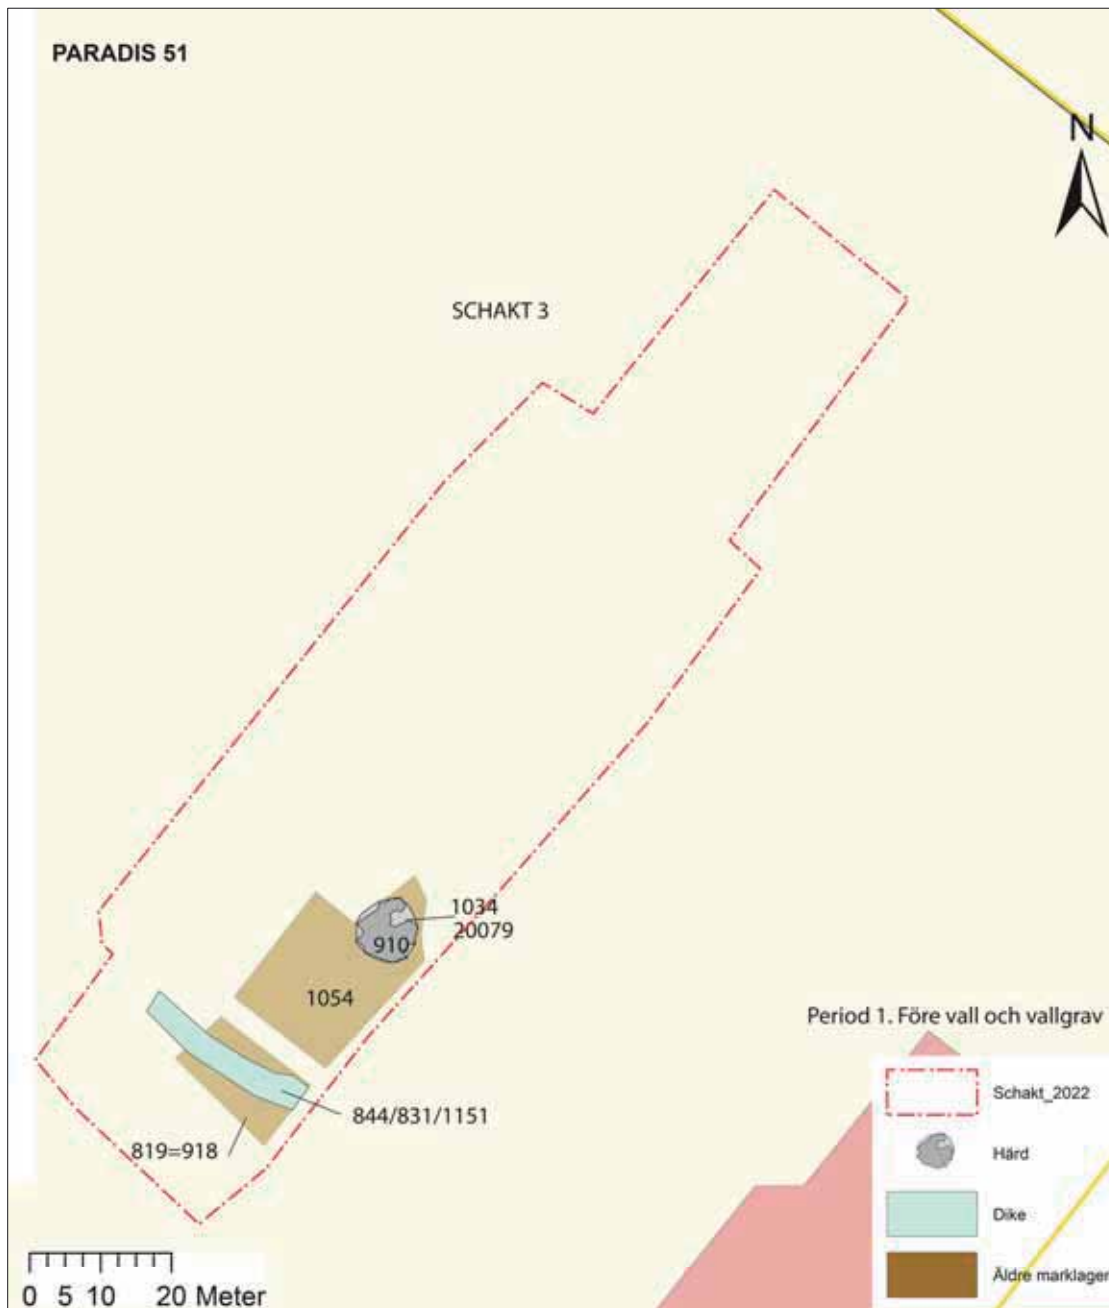 PARADIS 51
N
SCHAKT 3
1034
20079
910
1054
844/831/1151
819=918
Period 1. Före vall och vallgrav
Schakt_2022
Härd
Dike
Äldre marklager
0 5 10 20 Meter